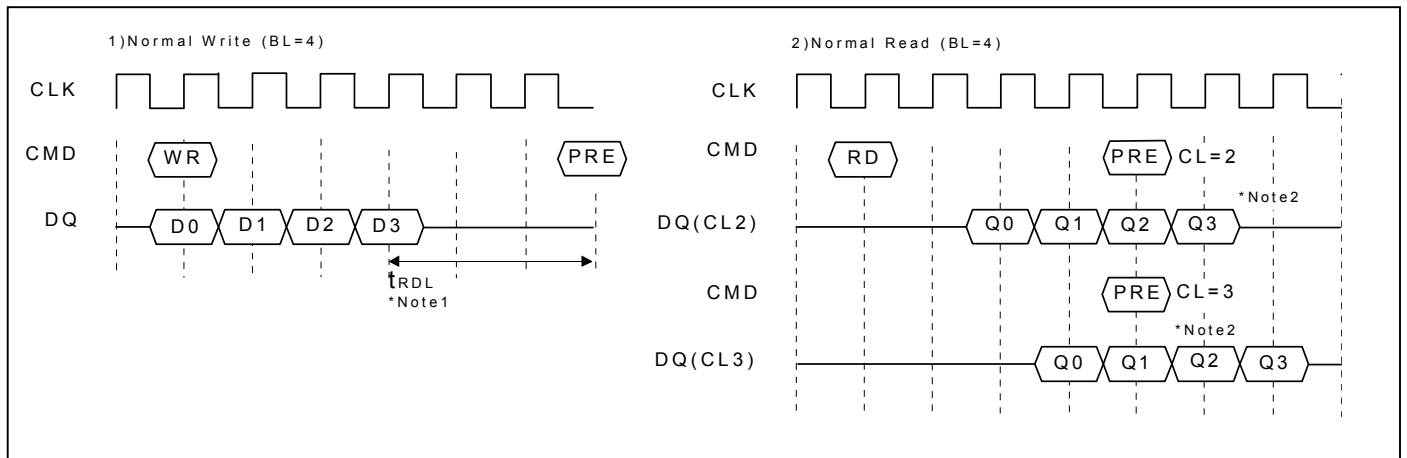 1)Normal Write (BL=4)
CLK
CMD
WR
PRE
DQ
D0 D1 D2 D3
tRDL
*Note1
2)Normal Read (BL=4)
CLK
CMD
RD
PRE CL=2
*Note2
DQ(CL2)
Q0 Q1 Q2 Q3
CMD
PRE CL=3
*Note2
DQ(CL3)
Q0 Q1 Q2 Q3